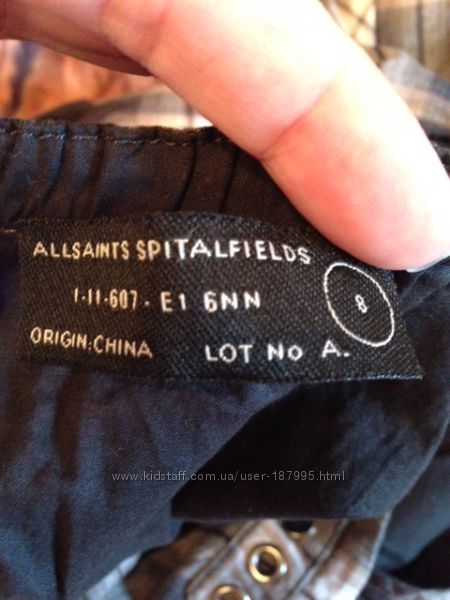 ALLSAINTS SPITALFIELDS
1-11-607-E1 6NN
8
ORIGIN:CHINA LOT No A.
www.kidstaff.com.ua/user-187995.html